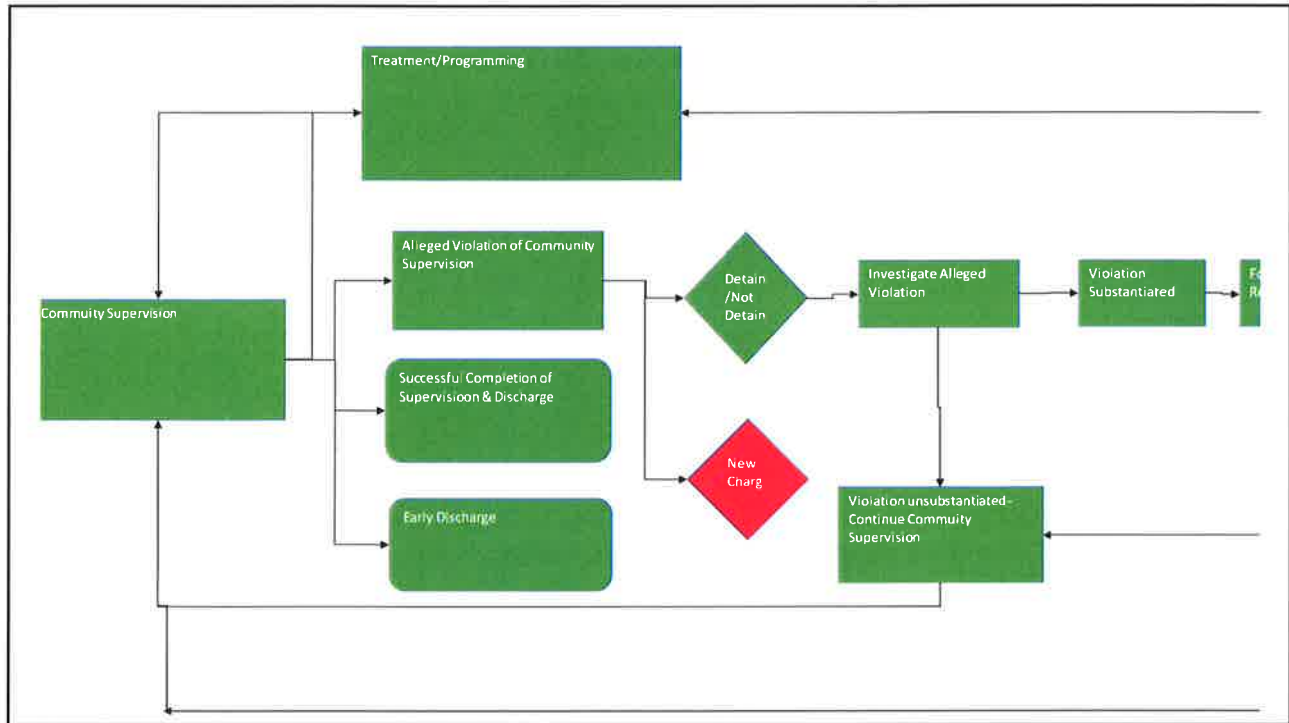 Treatment/Programming
Alleged Violation of Community
Supervision
Detain
/Not
Detain
Investigate Alleged
Violation
Violation
Substantiated
Commuity Supervision
Successful Completion of
Supervisioon & Discharge
New
Charg
Early Discharge
Violation unsubstantiated-
Continue Commuity
Supervision